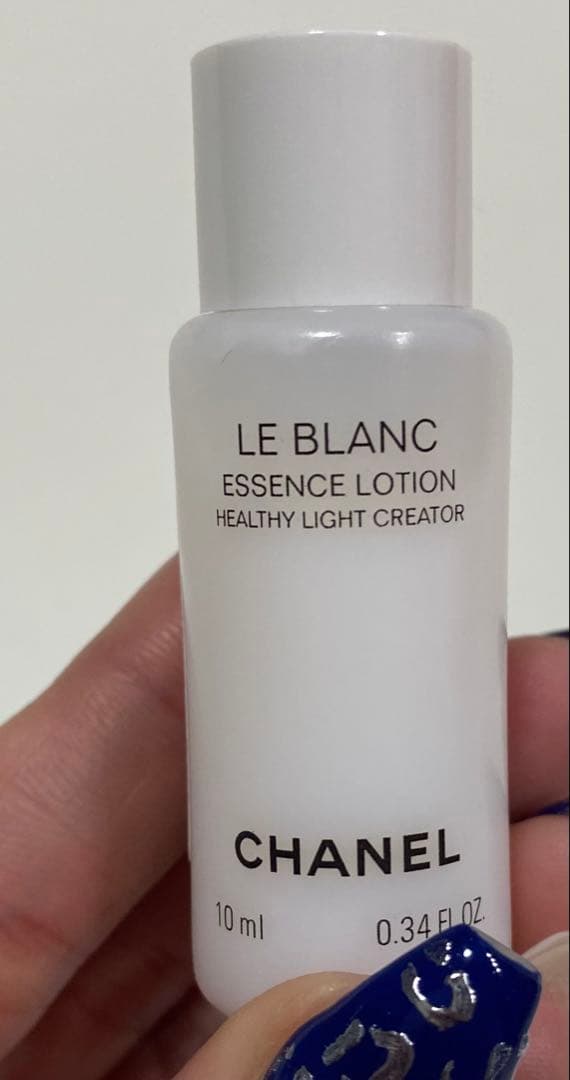 LE BLANC
ESSENCE LOTION
HEALTHY LIGHT CREATOR
CHANEL
10 ml 0.34 FL OZ.